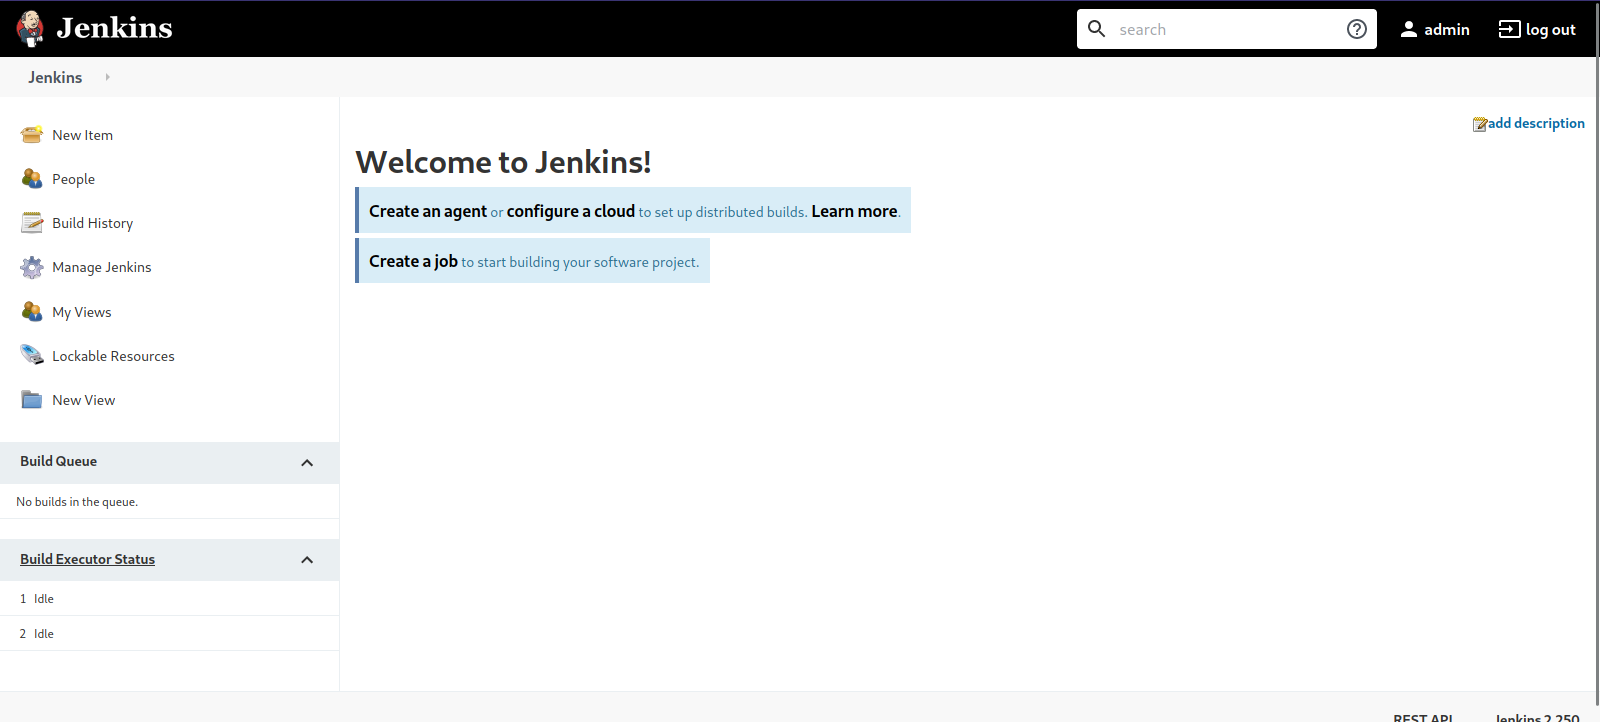 Jenkins
search
admin
log out
Jenkins
New Item
People
Build History
Manage Jenkins
My Views
Lockable Resources
New View
Build Queue
No builds in the queue.
Build Executor Status
1 Idle
2 Idle
add description
Welcome to Jenkins!
Create an agent or configure a cloud to set up distributed builds. Learn more.
Create a job to start building your software project.
REST API
Jenkins 2.250